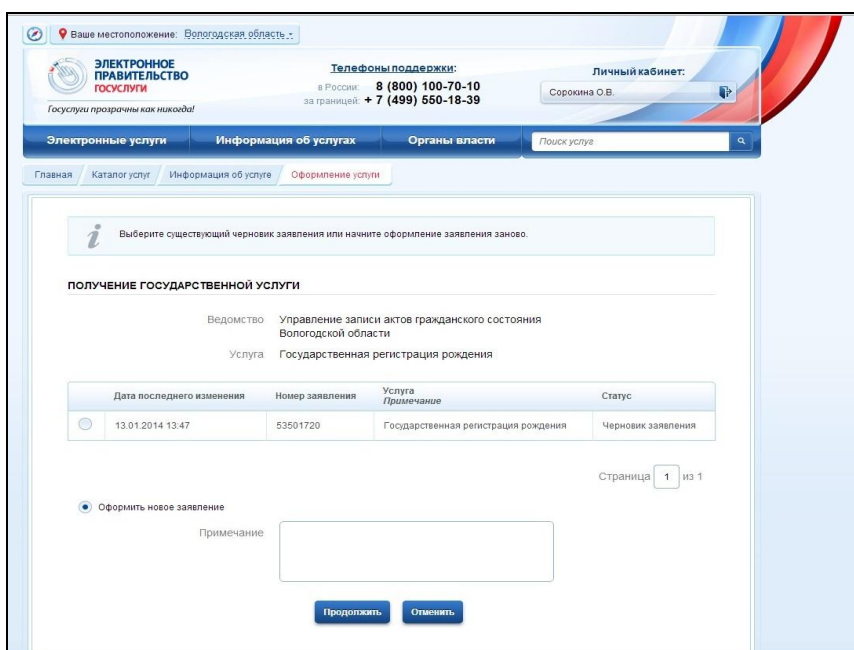 Ваше местоположение: Вологодская область
ЭЛЕКТРОННОЕ
ПРАВИТЕЛЬСТВО
ГОСУСЛУГИ
Госуслуги прозрачны как никогда!
Телефоны поддержки:
в России: 8 (800) 100-70-10
за границей: + 7 (499) 550-18-39
Личный кабинет:
Сорокина О.В.
Электронные услуги Информация об услугах Органы власти Поиск услуг
Главная Каталог услуг Информация об услуге Оформление услуги
Выберите существующий черновик заявления или начните оформление заявления заново.
ПОЛУЧЕНИЕ ГОСУДАРСТВЕННОЙ УСЛУГИ
Ведомство Управление записи актов гражданского состояния
Вологодской области
Услуга Государственная регистрация рождения
Дата последнего изменения Номер заявления Услуга Статус
Примечание
13.01.2014 13:47 53501720 Государственная регистрация рождения Черновик заявления
Страница 1 из 1
Оформить новое заявление
Примечание
Продолжить Отменить